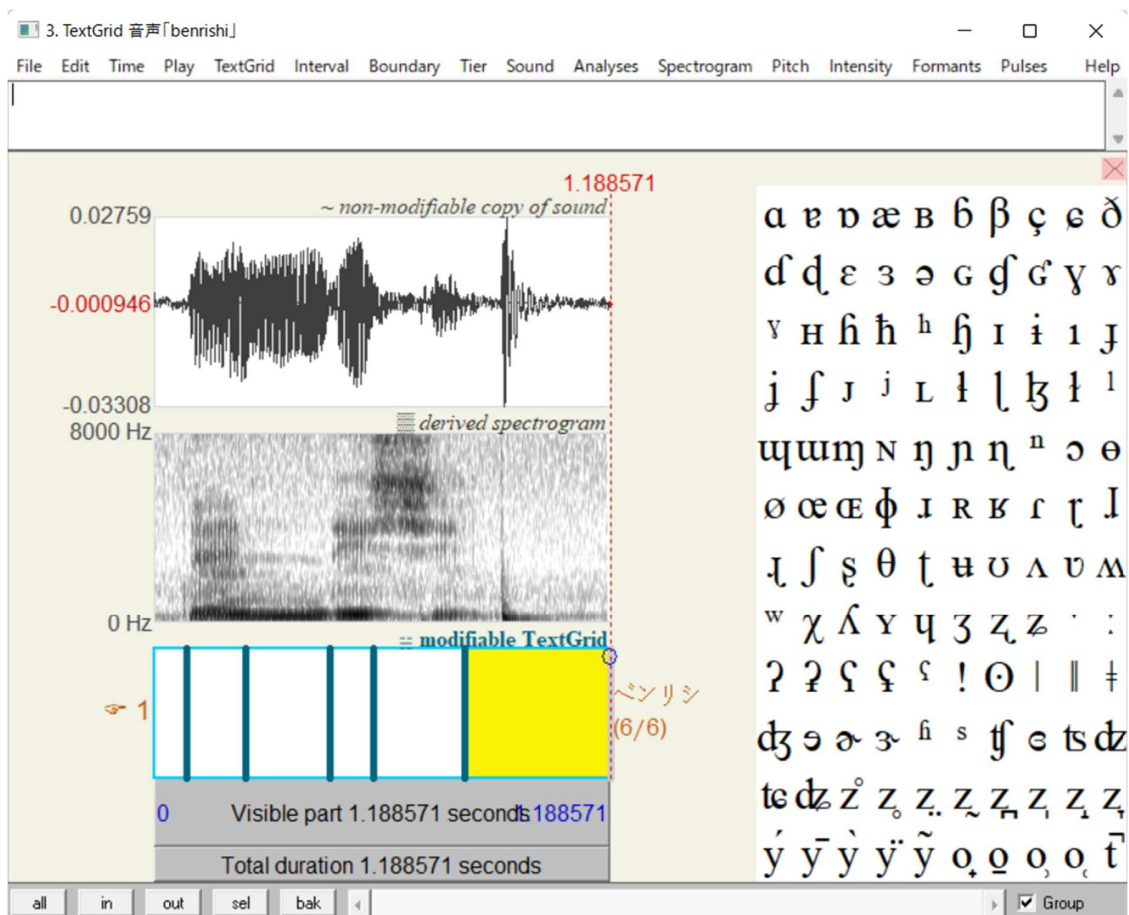 3. TextGrid 音声「benrishi」
File Edit Time Play TextGrid Interval Boundary Tier Sound Analyses Spectrogram Pitch Intensity Formants Pulses Help
1.188571
0.02759
~ non-modifiable copy of sound
-0.000946
-0.03308
8000 Hz
derived spectrogram
0 Hz
modifiable TextGrid
☞ 1
ベンリシ
(6/6)
0 Visible part 1.188571 seconds 1.188571
Total duration 1.188571 seconds
ɑ ɐ ɒ æ ʙ ɓ β ç ɕ ð
ɗ ɖ ɛ ɜ ə ɢ ʠ ʛ ɣ ɤ
ˠ ʜ ɦ ħ ʰ ɧ ɪ ɨ ɪ ɟ
ʝ ʄ ɹ ʲ ʟ ɫ ɭ ɮ ɬ ˡ
ɰ ɯ ɱ ɴ ŋ ɲ ɳ ⁿ ɔ ɵ
ø œ ɶ ɸ ɹ ʀ ʁ ɾ ɽ ɺ
ɻ ʃ ʂ θ ʈ ʉ ʊ ʌ ʋ ʍ
ʷ χ ʎ ʏ ɥ ʒ ʐ ʑ
ʔ ʡ ʕ ʢ ˤ ! ʘ ǀ ǁ ǂ
ʤ ɘ ɚ ɝ ʱ ˢ ʧ ɞ ʦ ʣ
all in out sel bak Group